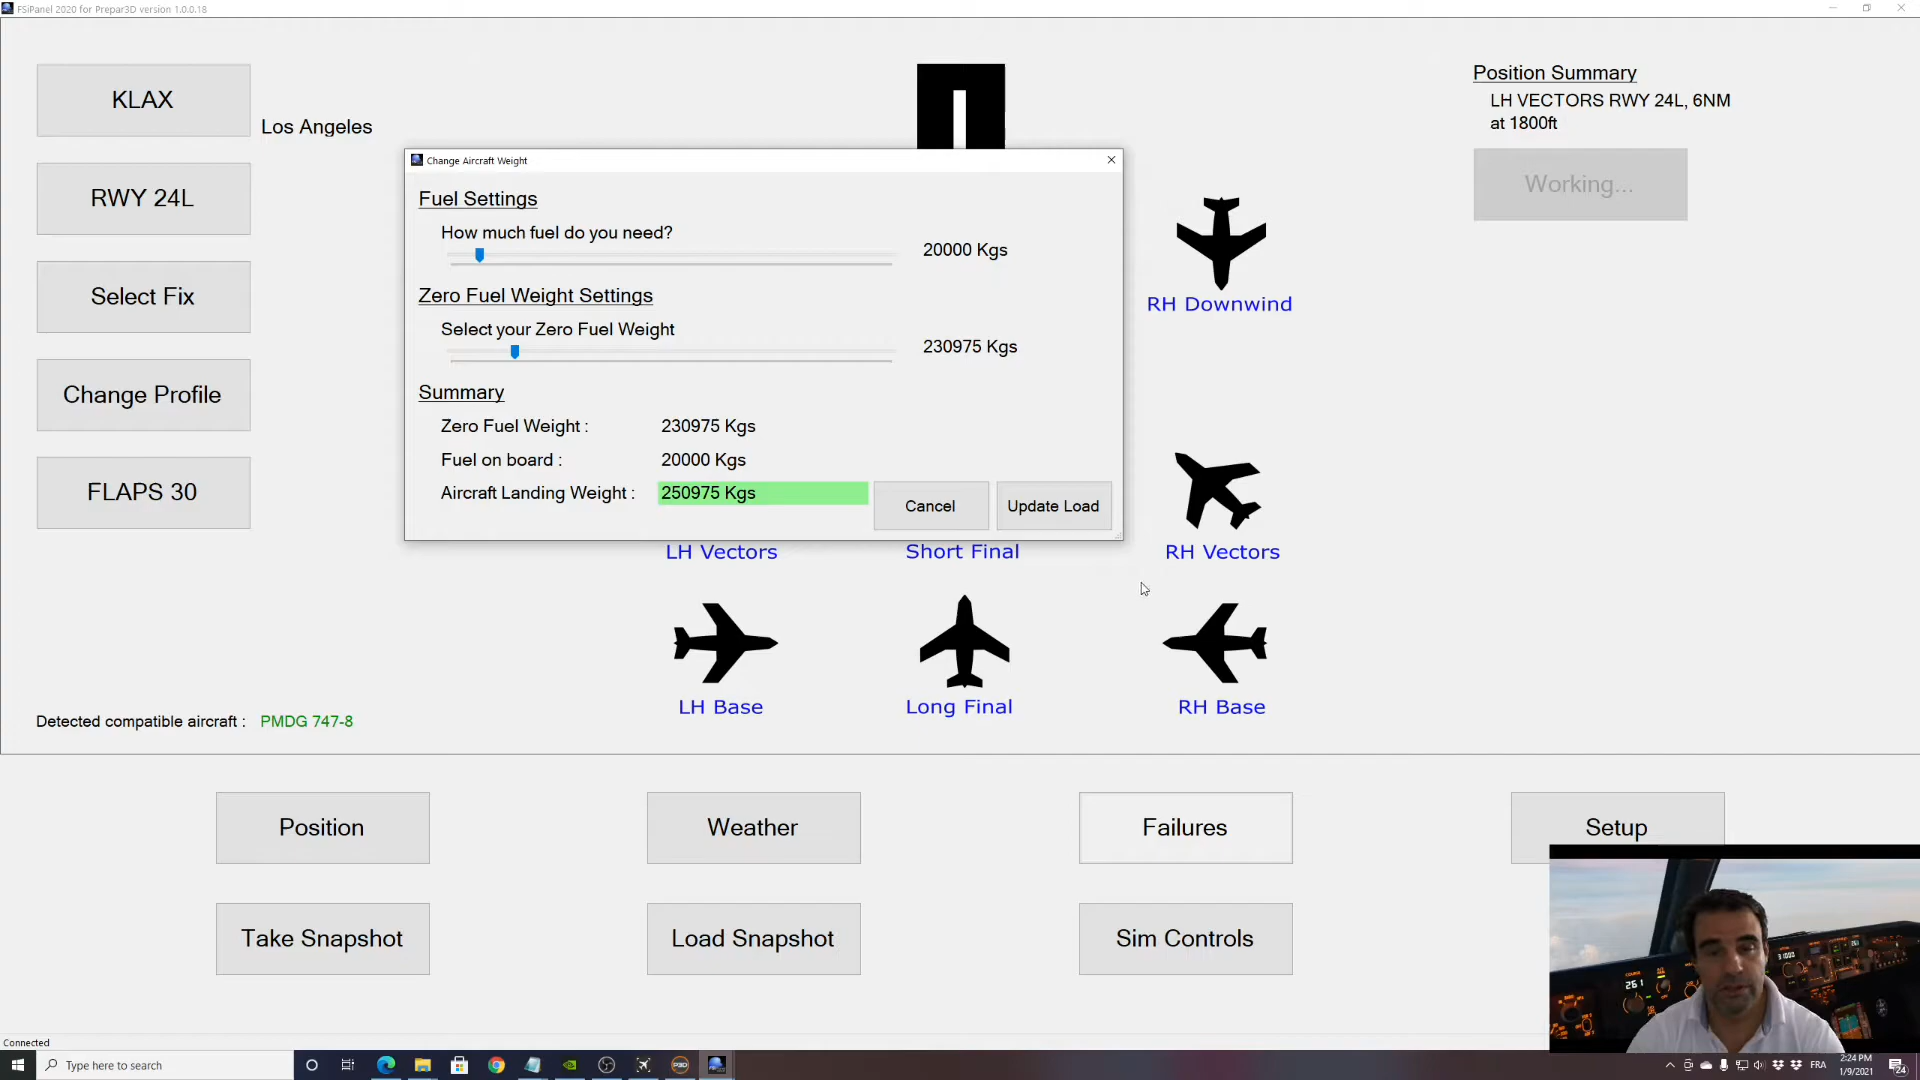 FSiPanel 2020 for Prepar3D version 1.0.0.18
KLAX
Los Angeles
RWY 24L
Select Fix
Change Profile
FLAPS 30
Position Summary
LH VECTORS RWY 24L, 6NM
at 1800ft
Working...
Change Aircraft Weight
Fuel Settings
How much fuel do you need?
20000 Kgs
Zero Fuel Weight Settings
Select your Zero Fuel Weight
230975 Kgs
Summary
Zero Fuel Weight : 230975 Kgs
Fuel on board : 20000 Kgs
Aircraft Landing Weight : 250975 Kgs
Cancel
Update Load
RH Downwind
LH Vectors
Short Final
RH Vectors
LH Base
Long Final
RH Base
Detected compatible aircraft : PMDG 747-8
Position
Weather
Failures
Setup
Take Snapshot
Load Snapshot
Sim Controls
COURSE
261
31000
Connected
Type here to search
P3D
FRA
2:24 PM
1/9/2021
24